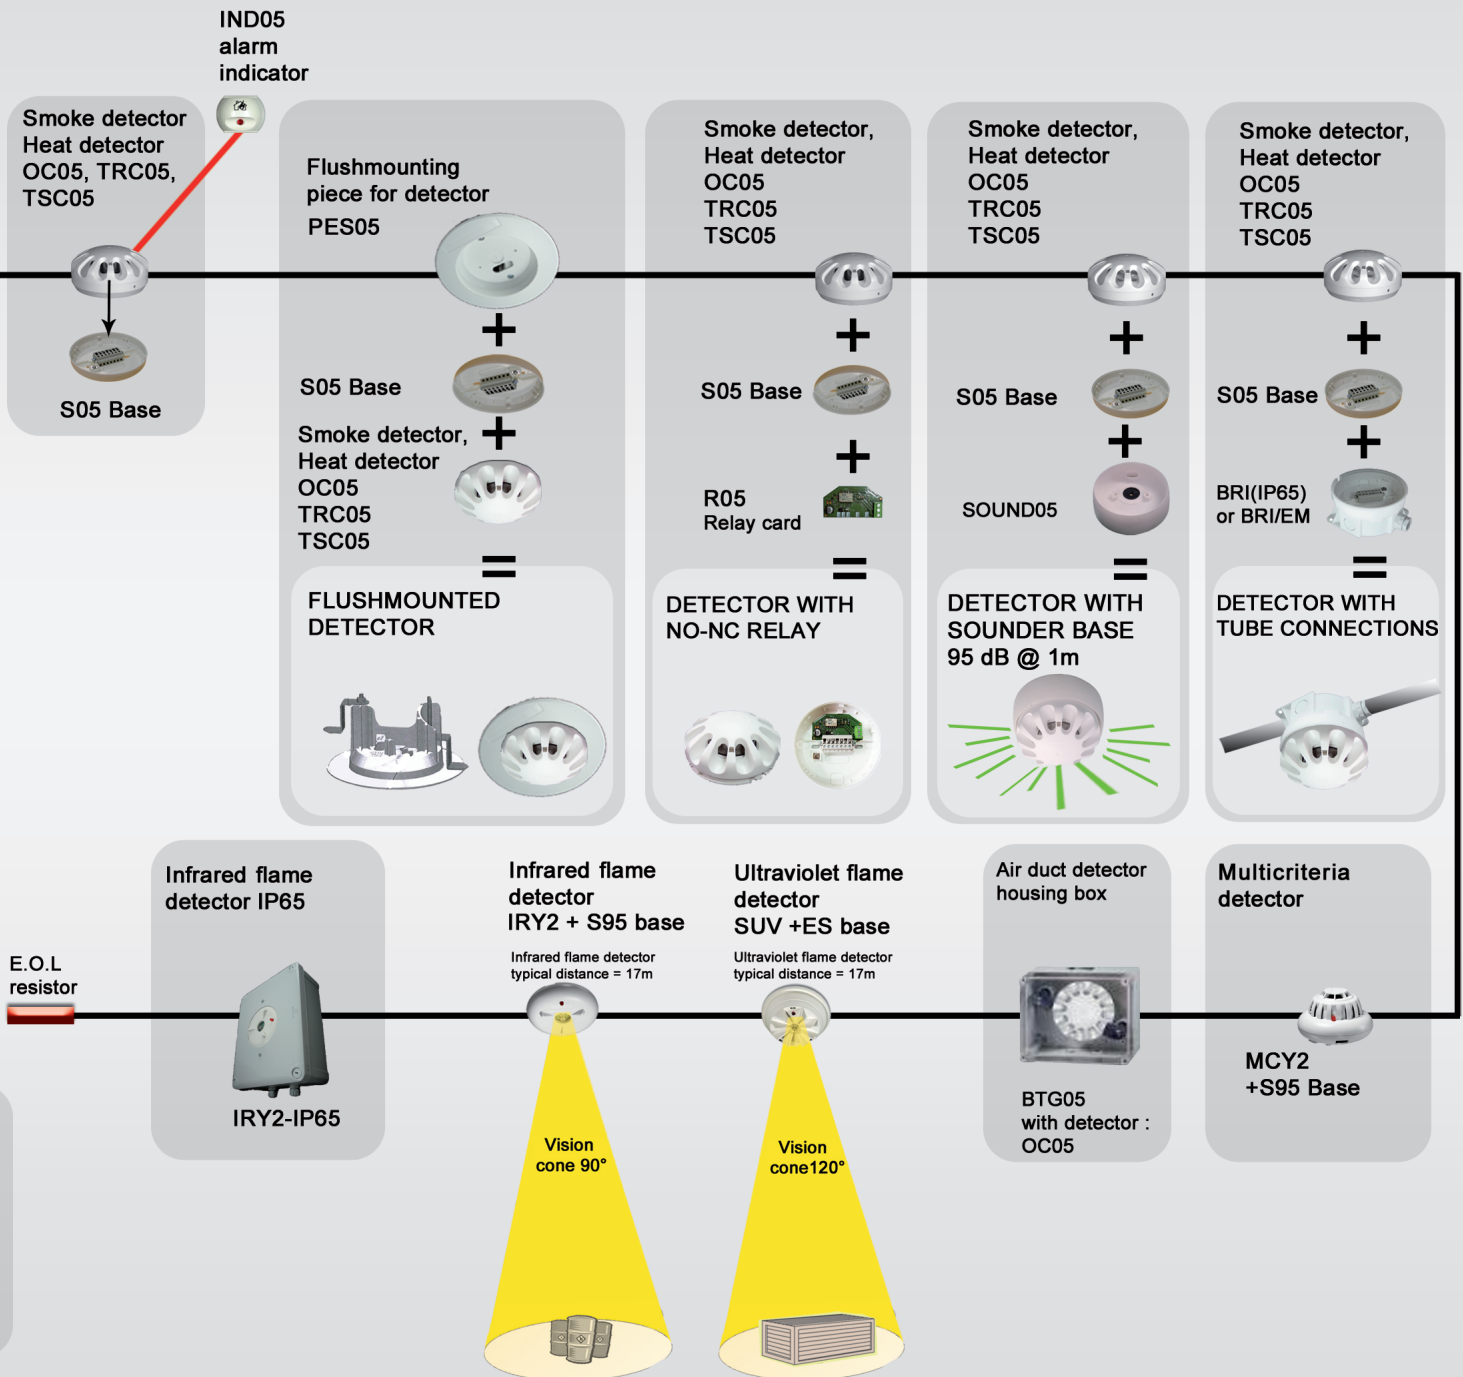 IND05
alarm
indicator
Smoke detector
Heat detector
OC05, TRC05,
TSC05
S05 Base
Flushmounting
piece for detector
PES05
S05 Base
Smoke detector,
Heat detector
OC05
TRC05
TSC05
FLUSHMOUNTED
DETECTOR
Smoke detector,
Heat detector
OC05
TRC05
TSC05
S05 Base
R05
Relay card
DETECTOR WITH
NO-NC RELAY
Smoke detector,
Heat detector
OC05
TRC05
TSC05
S05 Base
SOUND05
DETECTOR WITH
SOUNDER BASE
95 dB @ 1m
Smoke detector,
Heat detector
OC05
TRC05
TSC05
S05 Base
BRI(IP65)
or BRI/EM
DETECTOR WITH
TUBE CONNECTIONS
E.O.L
resistor
Infrared flame
detector IP65
IRY2-IP65
Infrared flame
detector
IRY2 + S95 base
Infrared flame detector
typical distance = 17m
Vision
cone 90°
Ultraviolet flame
detector
SUV +ES base
Ultraviolet flame detector
typical distance = 17m
Vision
cone120°
Air duct detector
housing box
BTG05
with detector :
OC05
Multicriteria
detector
MCY2
+S95 Base